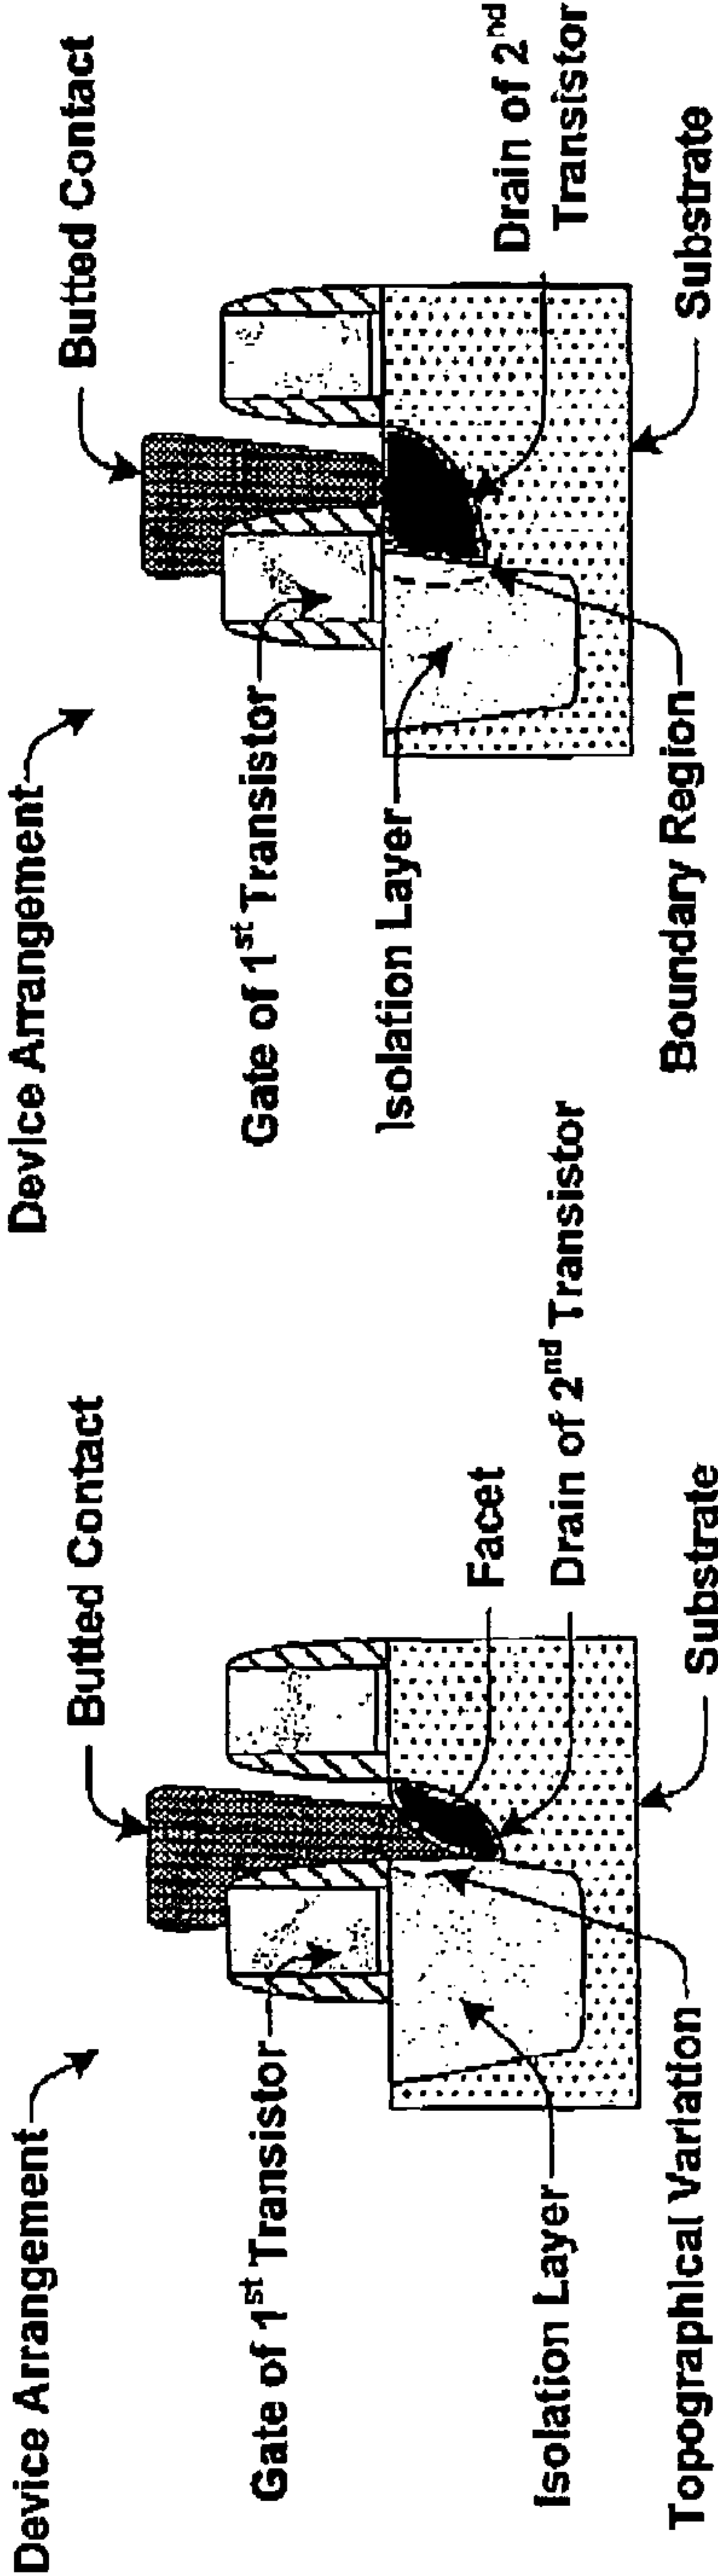 Device Arrangement
Butted Contact
Gate of 1st Transistor
Isolation Layer
Topographical Variation
Facet
Drain of 2nd Transistor
Substrate
Device Arrangement
Butted Contact
Gate of 1st Transistor
Isolation Layer
Boundary Region
Drain of 2nd
Transistor
Substrate